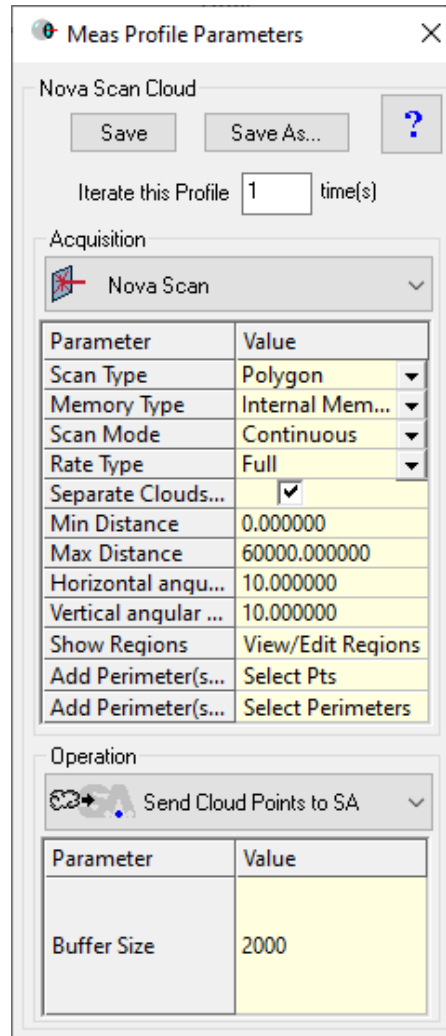 Meas Profile Parameters
Nova Scan Cloud
Save Save As... ?
Iterate this Profile 1 time(s)
Acquisition
Nova Scan
Parameter Value
Scan Type Polygon
Memory Type Internal Mem...
Scan Mode Continuous
Rate Type Full
Separate Clouds...
Min Distance 0.000000
Max Distance 60000.000000
Horizontal angu... 10.000000
Vertical angular ... 10.000000
Show Regions View/Edit Regions
Add Perimeter(s... Select Pts
Add Perimeter(s... Select Perimeters
Operation
Send Cloud Points to SA
Parameter Value
Buffer Size 2000